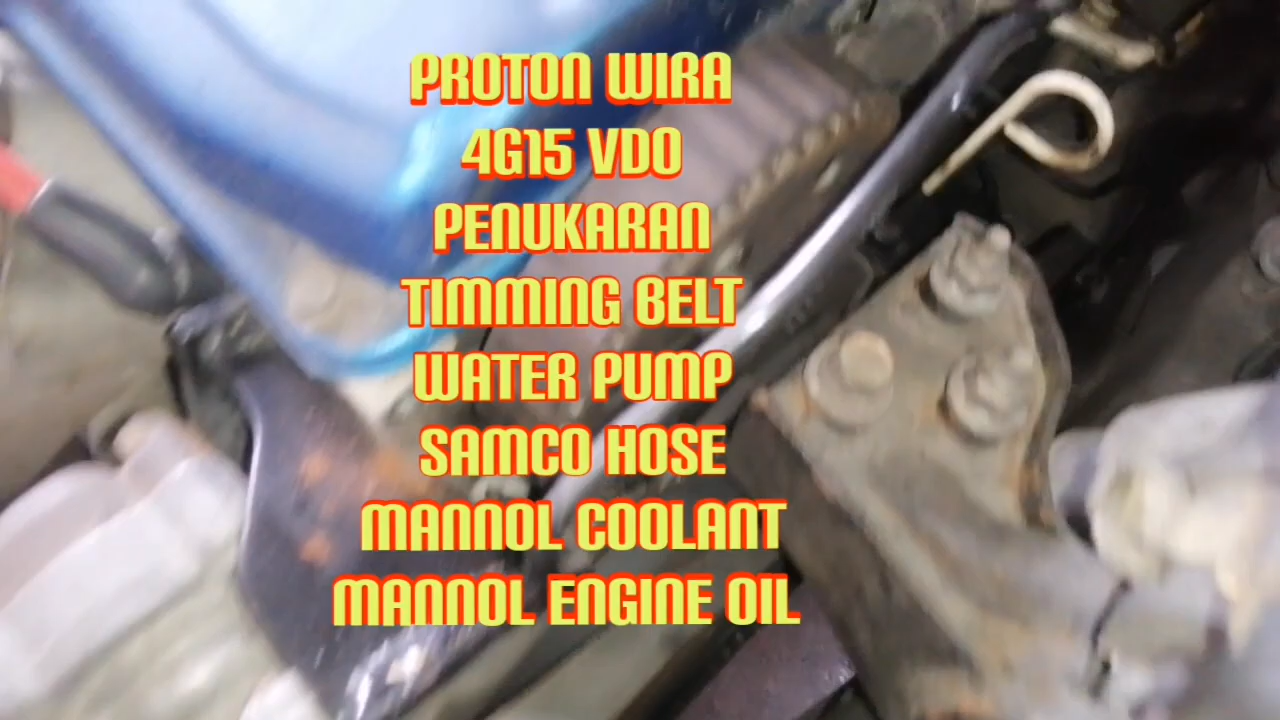 PROTON WIRA
4G15 VDO
PENUKARAN
TIMMING BELT
WATER PUMP
SAMCO HOSE
MANNOL COOLANT
MANNOL ENGINE OIL